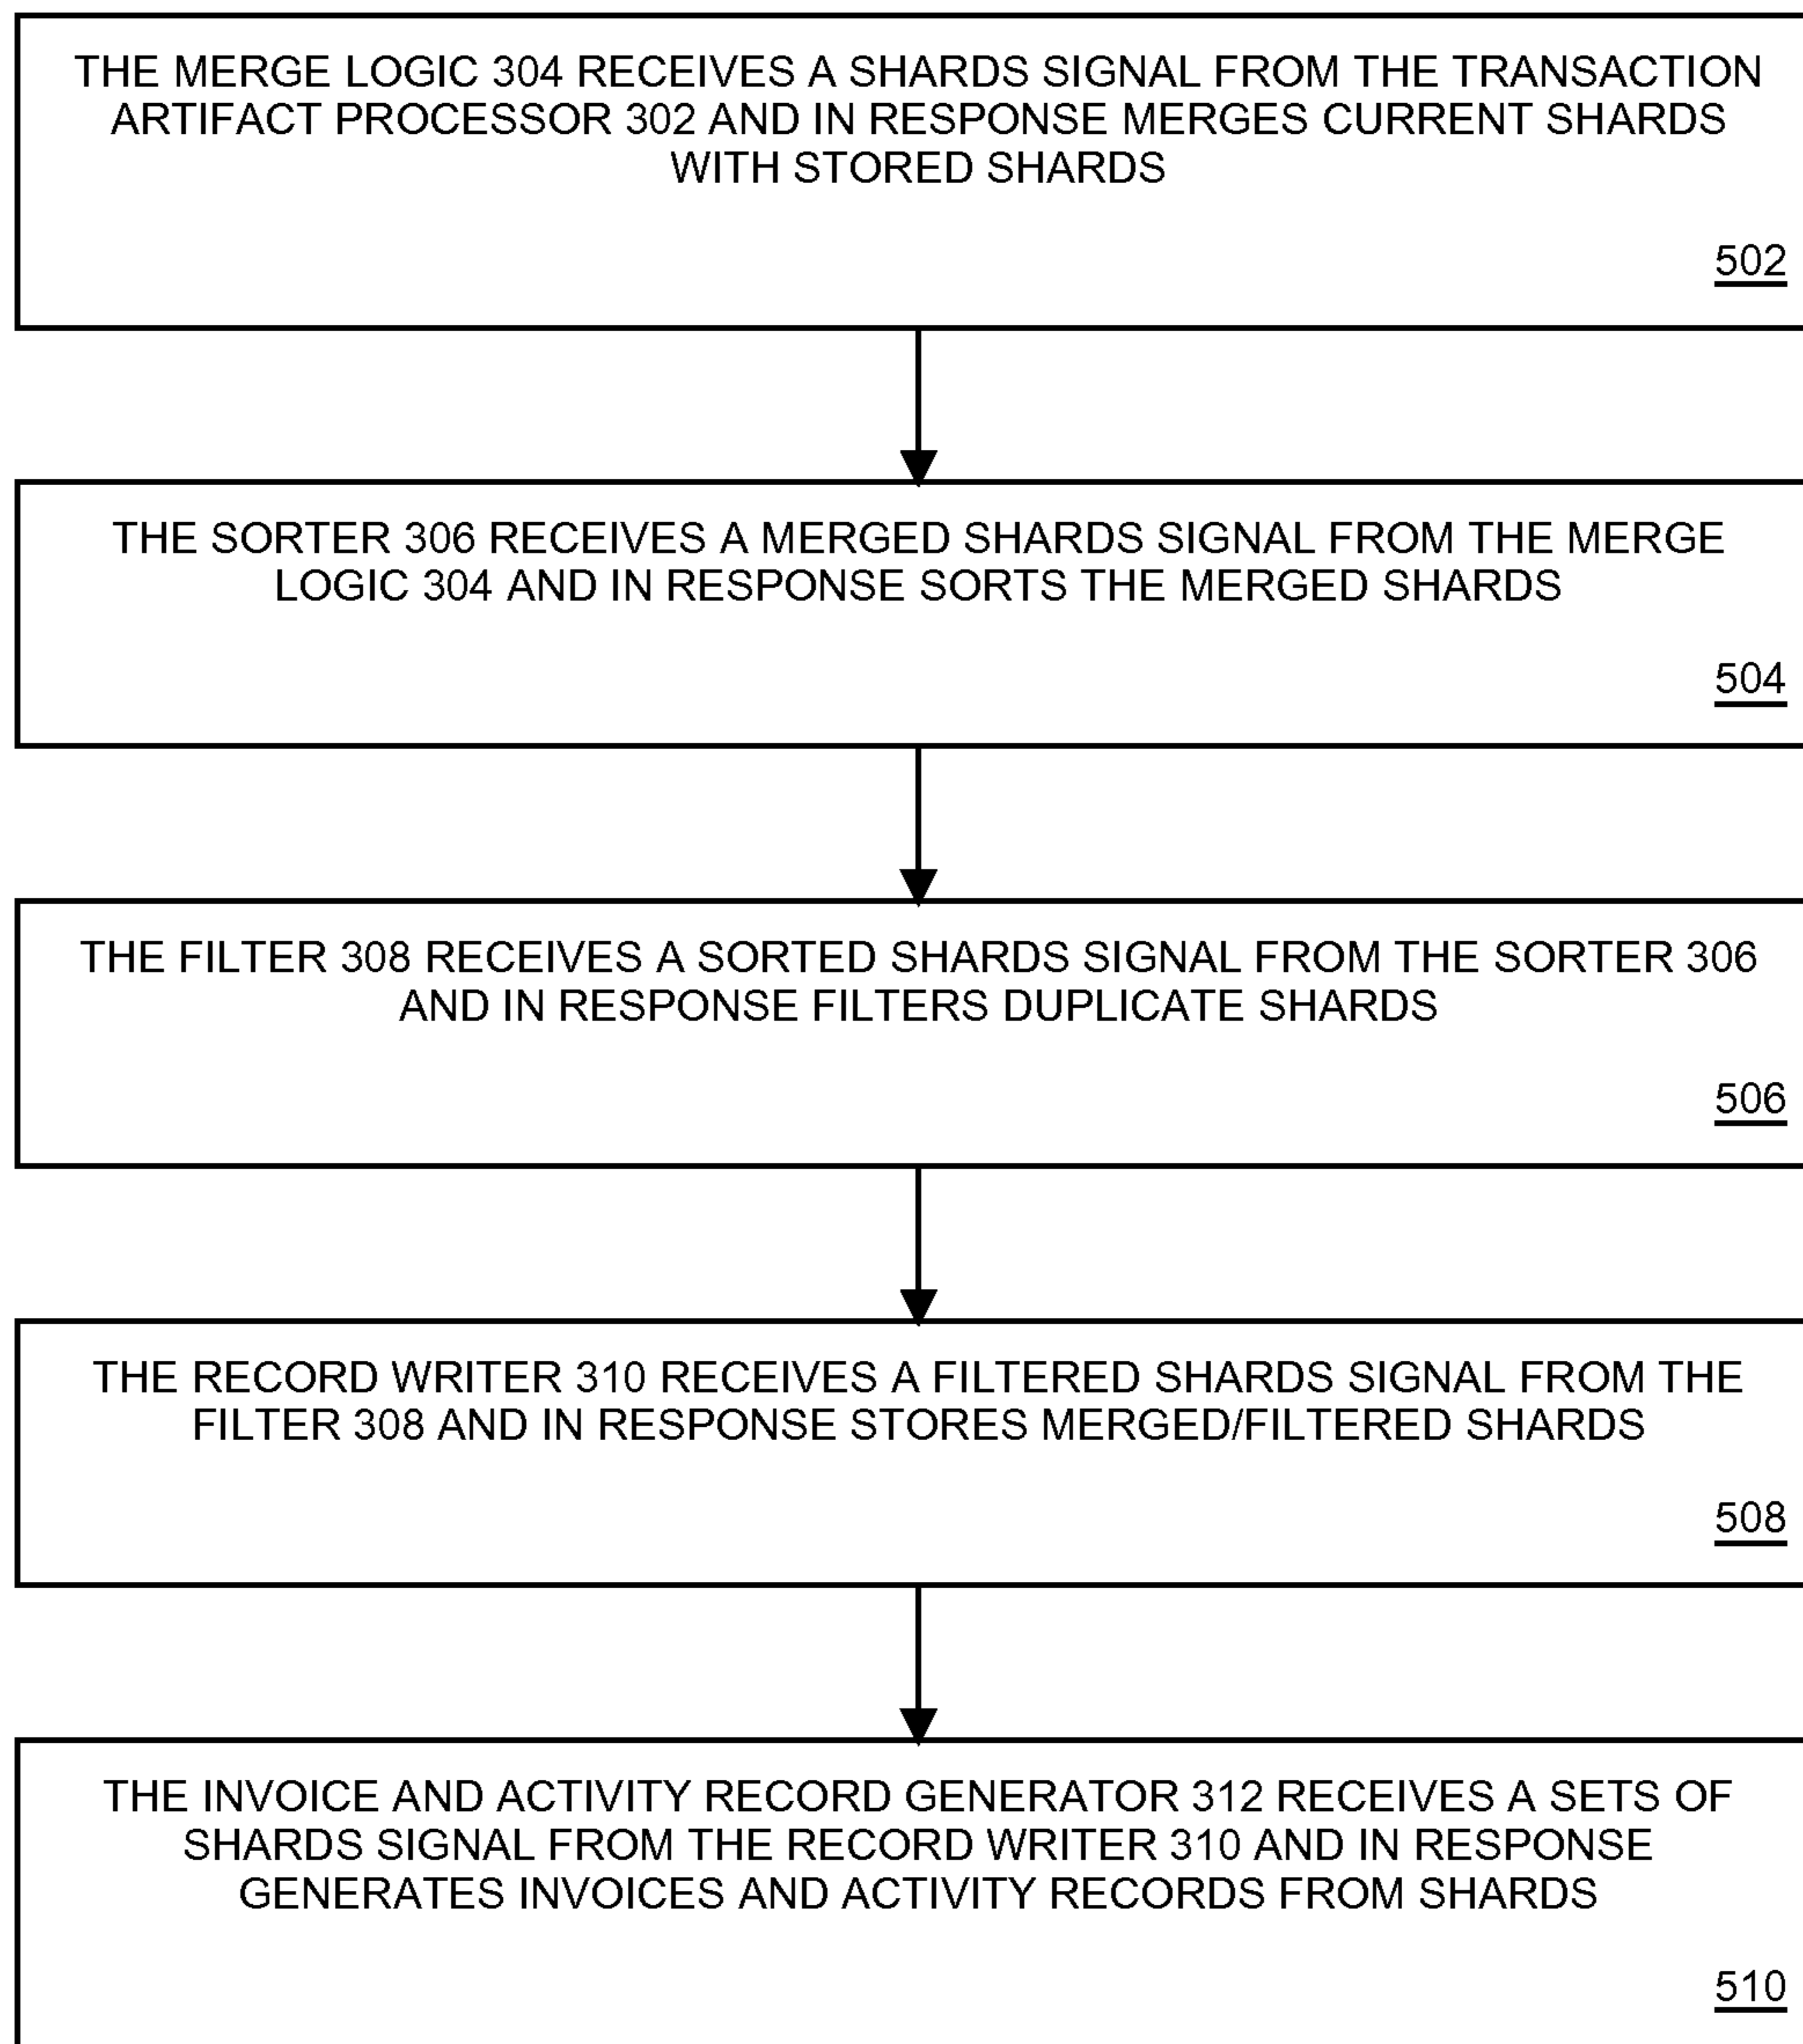 THE MERGE LOGIC 304 RECEIVES A SHARDS SIGNAL FROM THE TRANSACTION
ARTIFACT PROCESSOR 302 AND IN RESPONSE MERGES CURRENT SHARDS
WITH STORED SHARDS
502
THE SORTER 306 RECEIVES A MERGED SHARDS SIGNAL FROM THE MERGE
LOGIC 304 AND IN RESPONSE SORTS THE MERGED SHARDS
504
THE FILTER 308 RECEIVES A SORTED SHARDS SIGNAL FROM THE SORTER 306
AND IN RESPONSE FILTERS DUPLICATE SHARDS
506
THE RECORD WRITER 310 RECEIVES A FILTERED SHARDS SIGNAL FROM THE
FILTER 308 AND IN RESPONSE STORES MERGED/FILTERED SHARDS
508
THE INVOICE AND ACTIVITY RECORD GENERATOR 312 RECEIVES A SETS OF
SHARDS SIGNAL FROM THE RECORD WRITER 310 AND IN RESPONSE
GENERATES INVOICES AND ACTIVITY RECORDS FROM SHARDS
510